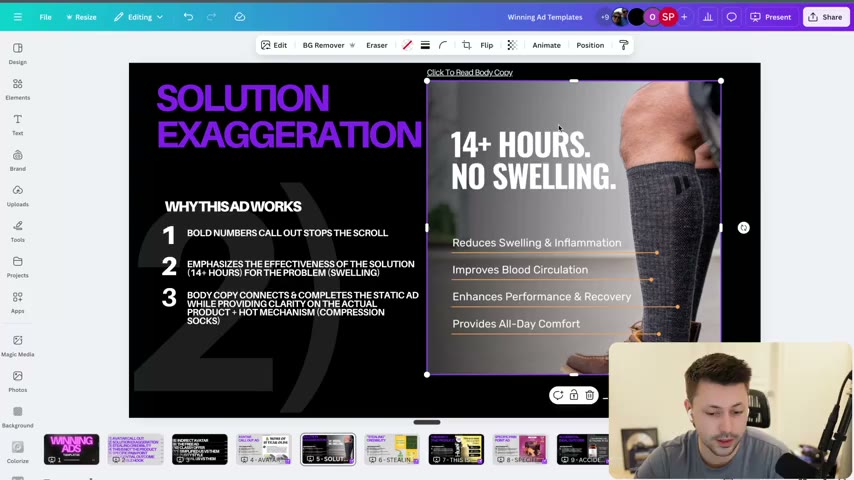 File
Resize
Editing
Winning Ad Templates
+9
O
SP
Present
Share
Edit
BG Remover
Eraser
Flip
Animate
Position
Design
Elements
Text
Brand
Uploads
Tools
Projects
Apps
Magic Media
Photos
Background
Colorize
Click To Read Body Copy
SOLUTION
EXAGGERATION
WHY THIS AD WORKS
1 BOLD NUMBERS CALL OUT STOPS THE SCROLL
2 EMPHASIZES THE EFFECTIVENESS OF THE SOLUTION
(14+ HOURS) FOR THE PROBLEM (SWELLING)
3 BODY COPY CONNECTS & COMPLETES THE STATIC AD
WHILE PROVIDING CLARITY ON THE ACTUAL
PRODUCT + HOT MECHANISM (COMPRESSION
SOCKS)
2)
14+ HOURS.
NO SWELLING.
Reduces Swelling & Inflammation
Improves Blood Circulation
Enhances Performance & Recovery
Provides All-Day Comfort
WINNING
ADS
1
2
4 - AVATAR
5 - SOLUT...
6 - STEALIN
7 - THIS IS
8 - SPECIF
9 - ACCIDE